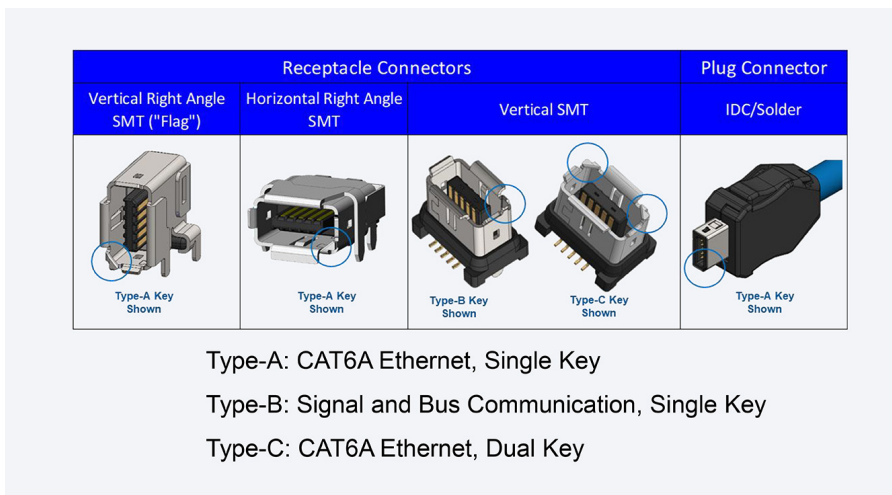 Receptacle Connectors
Plug Connector
Vertical Right Angle
SMT ("Flag")
Horizontal Right Angle
SMT
Vertical SMT
IDC/Solder
Type-A Key
Shown
Type-A Key
Shown
Type-B Key
Shown
Type-C Key
Shown
Type-A Key
Shown
Type-A: CAT6A Ethernet, Single Key
Type-B: Signal and Bus Communication, Single Key
Type-C: CAT6A Ethernet, Dual Key